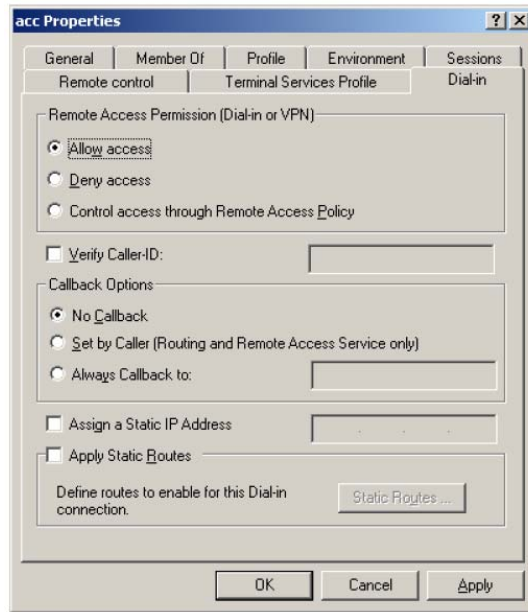 acc Properties
General Member Of Profile Environment Sessions
Remote control Terminal Services Profile Dial-in
Remote Access Permission (Dial-in or VPN)
Allow access
Deny access
Control access through Remote Access Policy
Verify Caller-ID:
Callback Options
No Callback
Set by Caller (Routing and Remote Access Service only)
Always Callback to:
Assign a Static IP Address
Apply Static Routes
Define routes to enable for this Dial-in
connection.
Static Routes ...
OK Cancel Apply